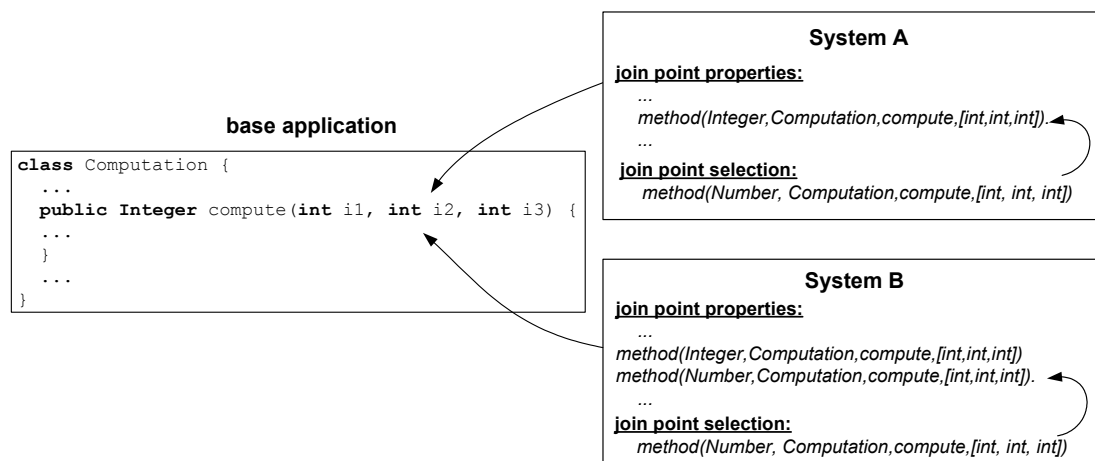 base application
class Computation {
...
public Integer compute(int i1, int i2, int i3) {
...
}
...
}
System A
join point properties:
...
method(Integer,Computation,compute,[int,int,int]).
...
join point selection:
method(Number, Computation,compute,[int, int, int])
System B
join point properties:
...
method(Integer,Computation,compute,[int,int,int])
method(Number,Computation,compute,[int,int,int]).
...
join point selection:
method(Number, Computation,compute,[int, int, int])